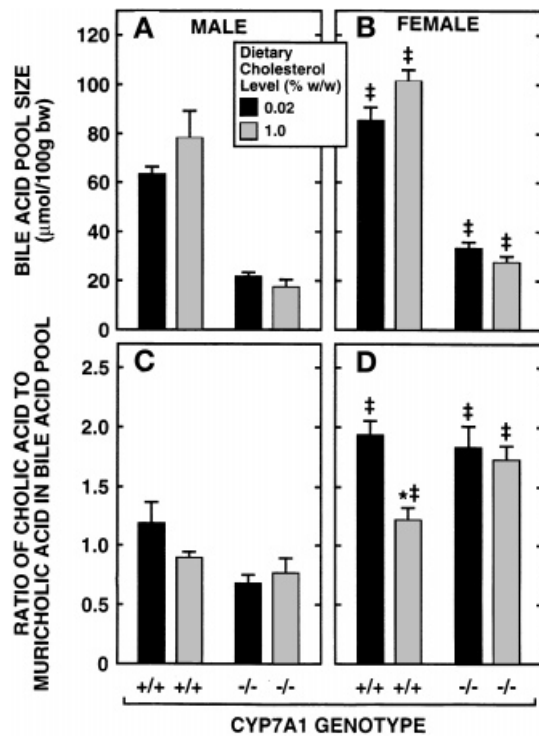 A
MALE
B
FEMALE
Dietary
Cholesterol
Level (% w/w)
0.02
1.0
BILE ACID POOL SIZE
(μmol/100g bw)
120
100
80
60
40
20
0
‡
‡
‡
‡
C
D
RATIO OF CHOLIC ACID TO
MURICHOLIC ACID IN BILE ACID POOL
2.5
2.0
1.5
1.0
0.5
0
‡
*‡
‡
‡
+/+ +/+ -/- -/- +/+ +/+ -/- -/-
CYP7A1 GENOTYPE